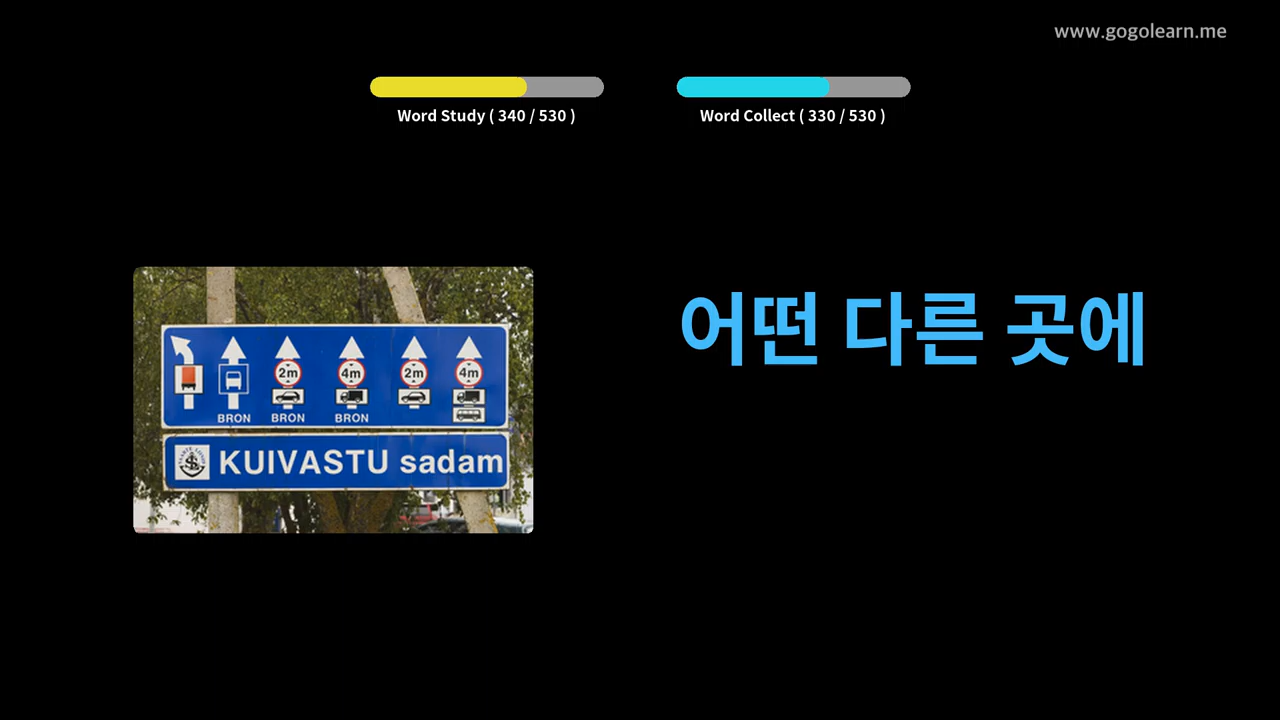 www.gogolearn.me
Word Study ( 340 / 530 )
Word Collect ( 330 / 530 )
어떤 다른 곳에
2m 4m 2m 4m
BRON BRON BRON
KUIVASTU sadam